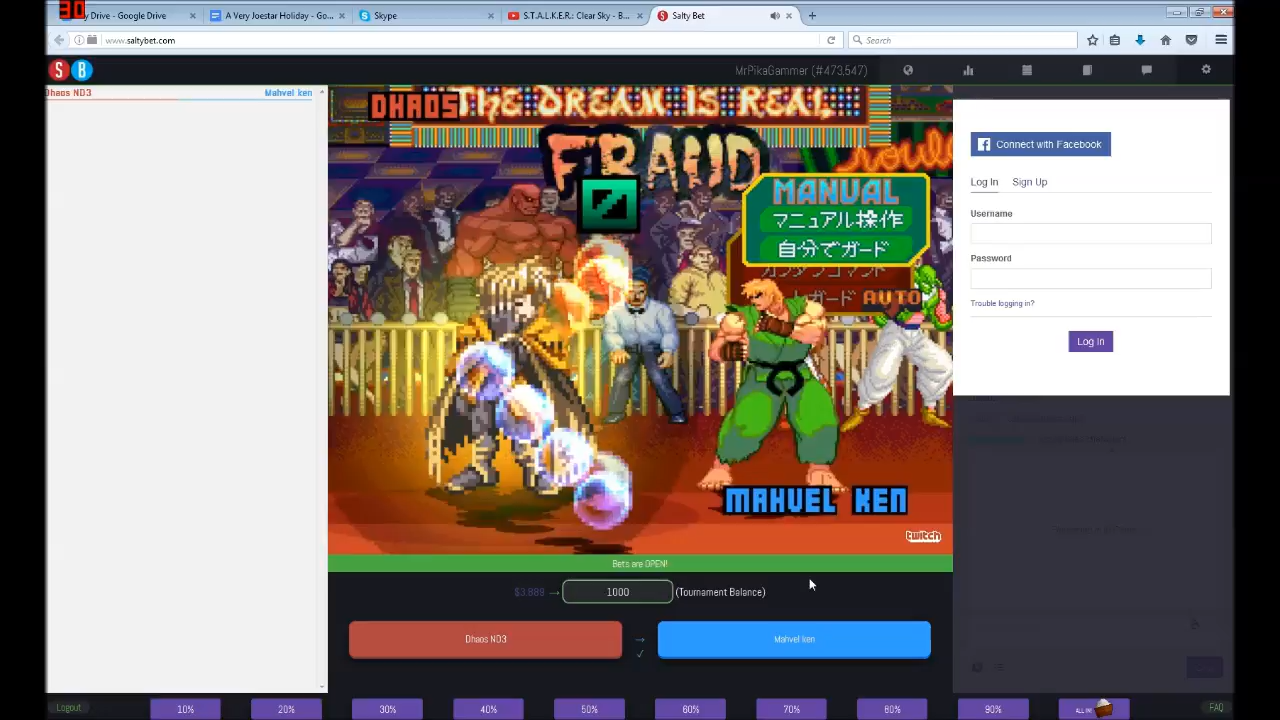 30
y Drive - Google Drive
A Very Joestar Holiday - Go...
Skype
S.T.A.L.K.E.R.: Clear Sky - B...
Salty Bet
www.saltybet.com
Search
S B
MrPikaGammer (#473,547)
Dhaos ND3
Mahvel ken
DHAOS
THE DREAM IS REAL
FRAUD
MANUAL
マニュアル操作
自分でガード
AUTO
MAHVEL KEN
twitch
Connect with Facebook
Log In
Sign Up
Username
Password
Trouble logging in?
Log In
Bets are OPEN!
$3,889 →
1000
(Tournament Balance)
Dhaos ND3
→
Mahvel ken
Logout
10%
20%
30%
40%
50%
60%
70%
80%
90%
ALL IN!
FAQ